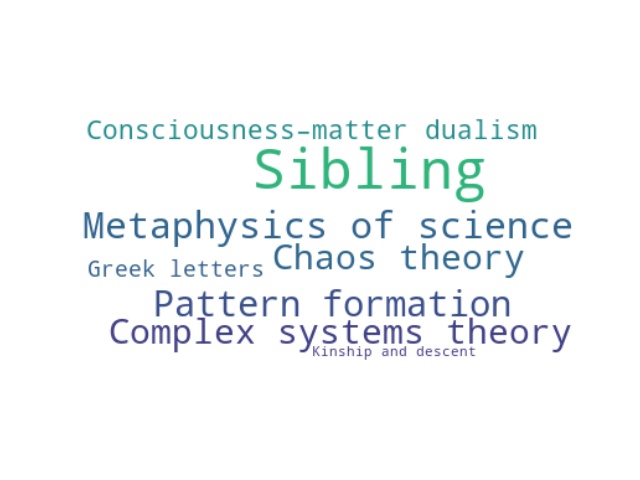 Consciousness–matter dualism
Sibling
Metaphysics of science
Chaos theory
Greek letters
Pattern formation
Complex systems theory
Kinship and descent